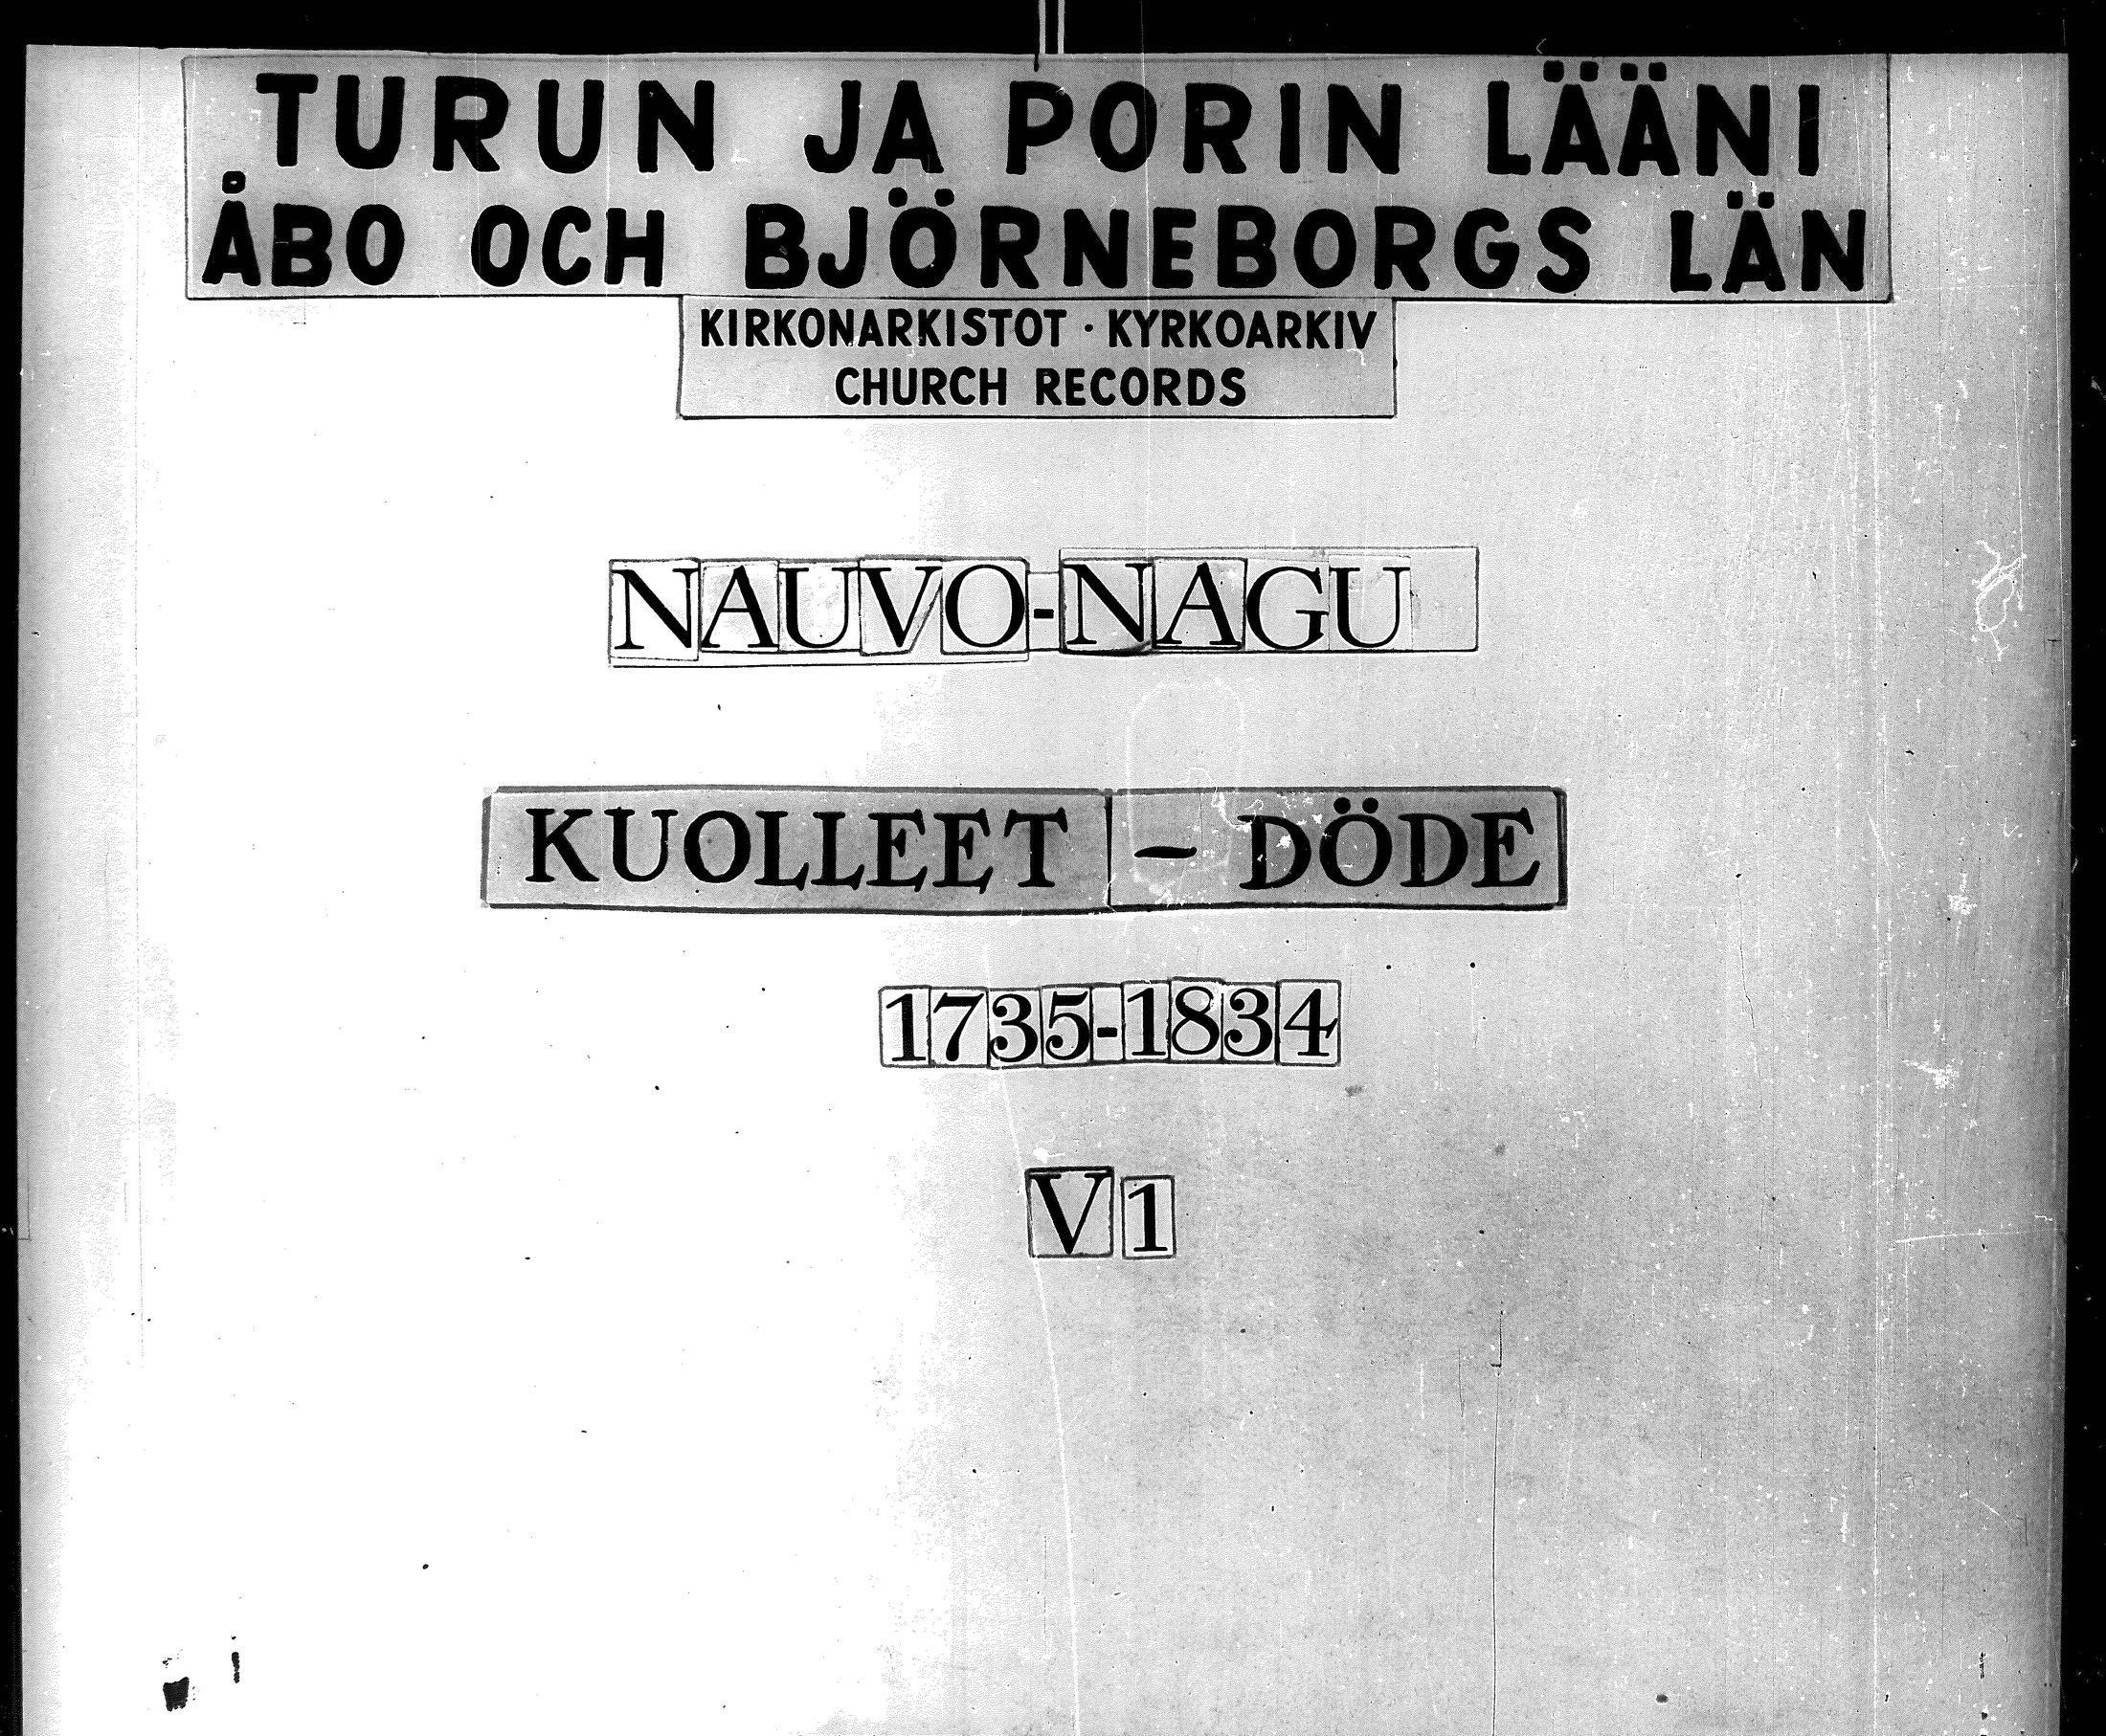 TURUN JA PORIN LÄÄNI
ÅBO OCH BJÖRNEBORGS LÄN
KIRKONARKISTOT · KYRKOARKIV
CHURCH RECORDS
NAUVO-NAGU
KUOLLEET – DÖDE
1735-1834
V1